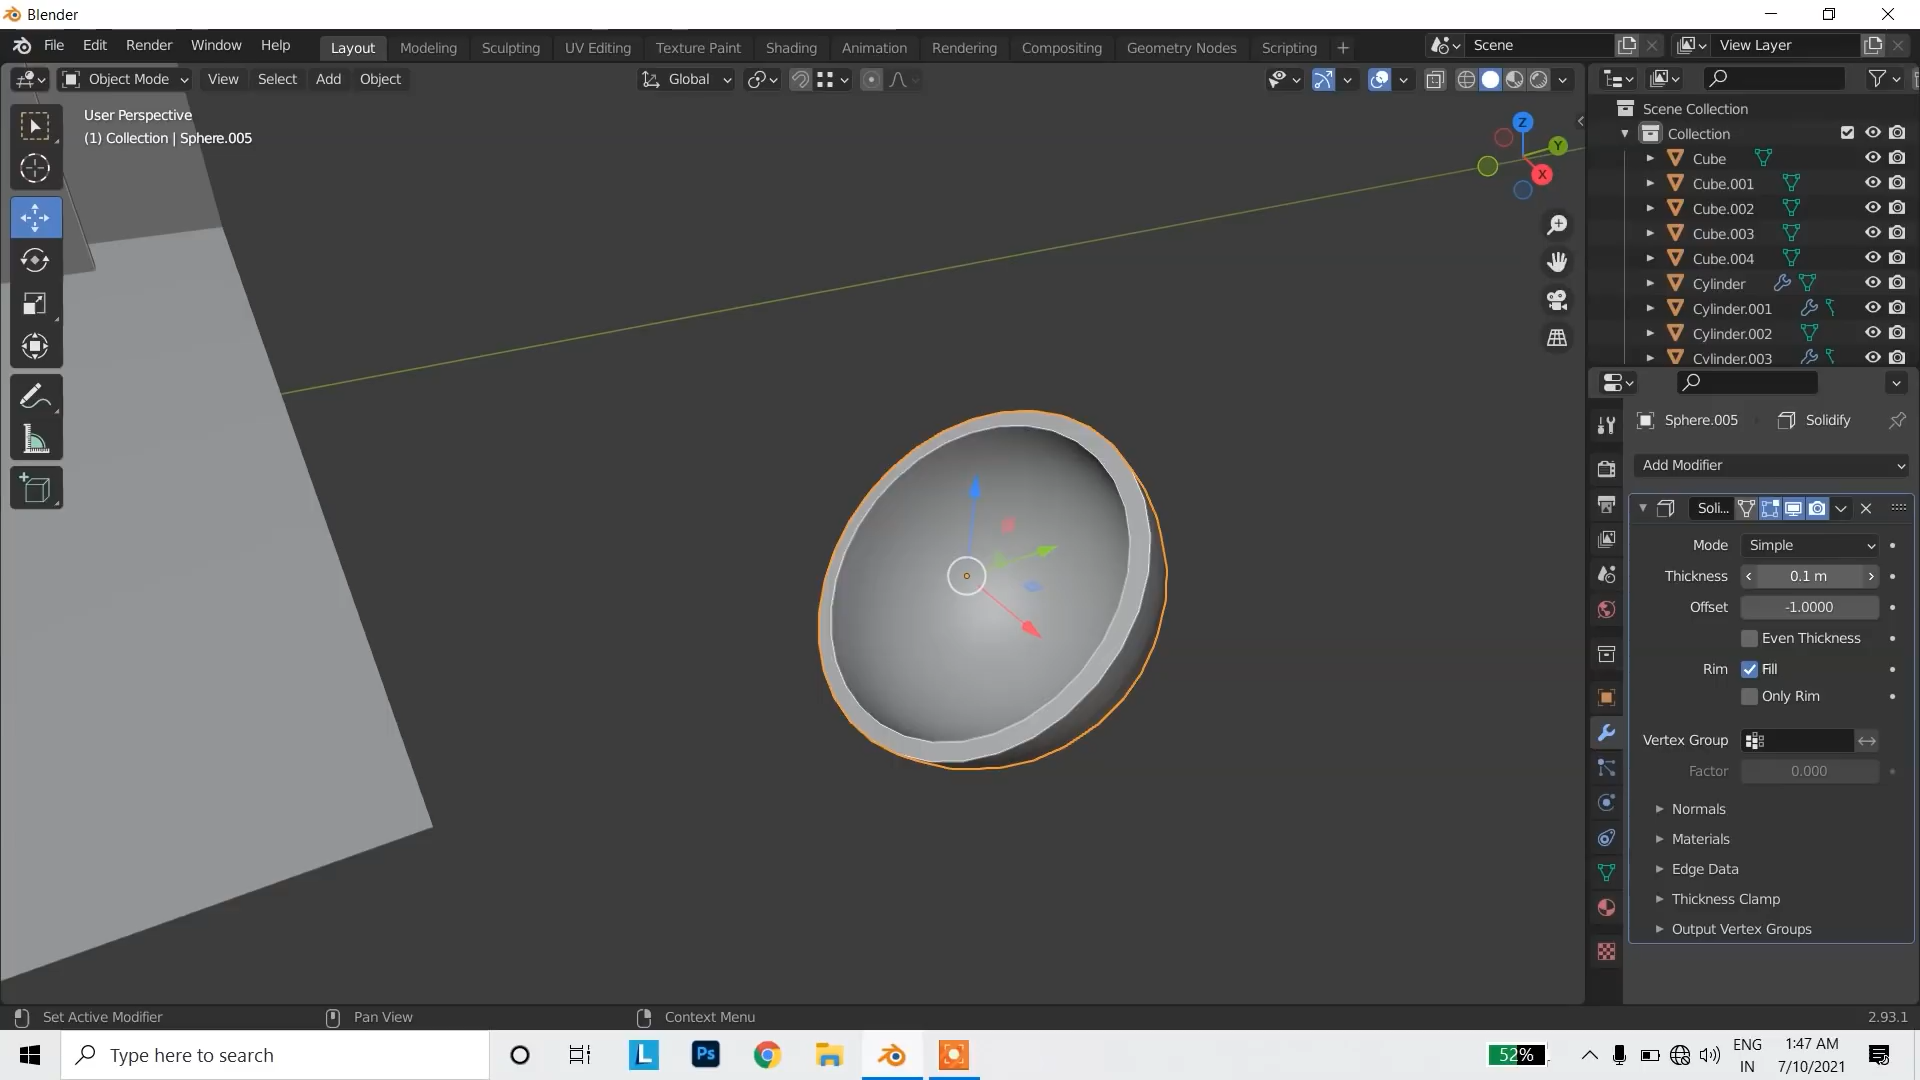 Blender
File Edit Render Window Help
Layout Modeling Sculpting UV Editing Texture Paint Shading Animation Rendering Compositing Geometry Nodes Scripting +
Scene
View Layer
Object Mode View Select Add Object
Global
User Perspective
(1) Collection | Sphere.005
Z
Y
X
Scene Collection
Collection
Cube
Cube.001
Cube.002
Cube.003
Cube.004
Cylinder
Cylinder.001
Cylinder.002
Cylinder.003
Sphere.005 Solidify
Add Modifier
Soli...
Mode Simple
Thickness 0.1 m
Offset -1.0000
Even Thickness
Rim Fill
Only Rim
Vertex Group
Factor 0.000
Normals
Materials
Edge Data
Thickness Clamp
Output Vertex Groups
Set Active Modifier
Pan View
Context Menu
2.93.1
Type here to search
L
Ps
52%
ENG
IN
1:47 AM
7/10/2021